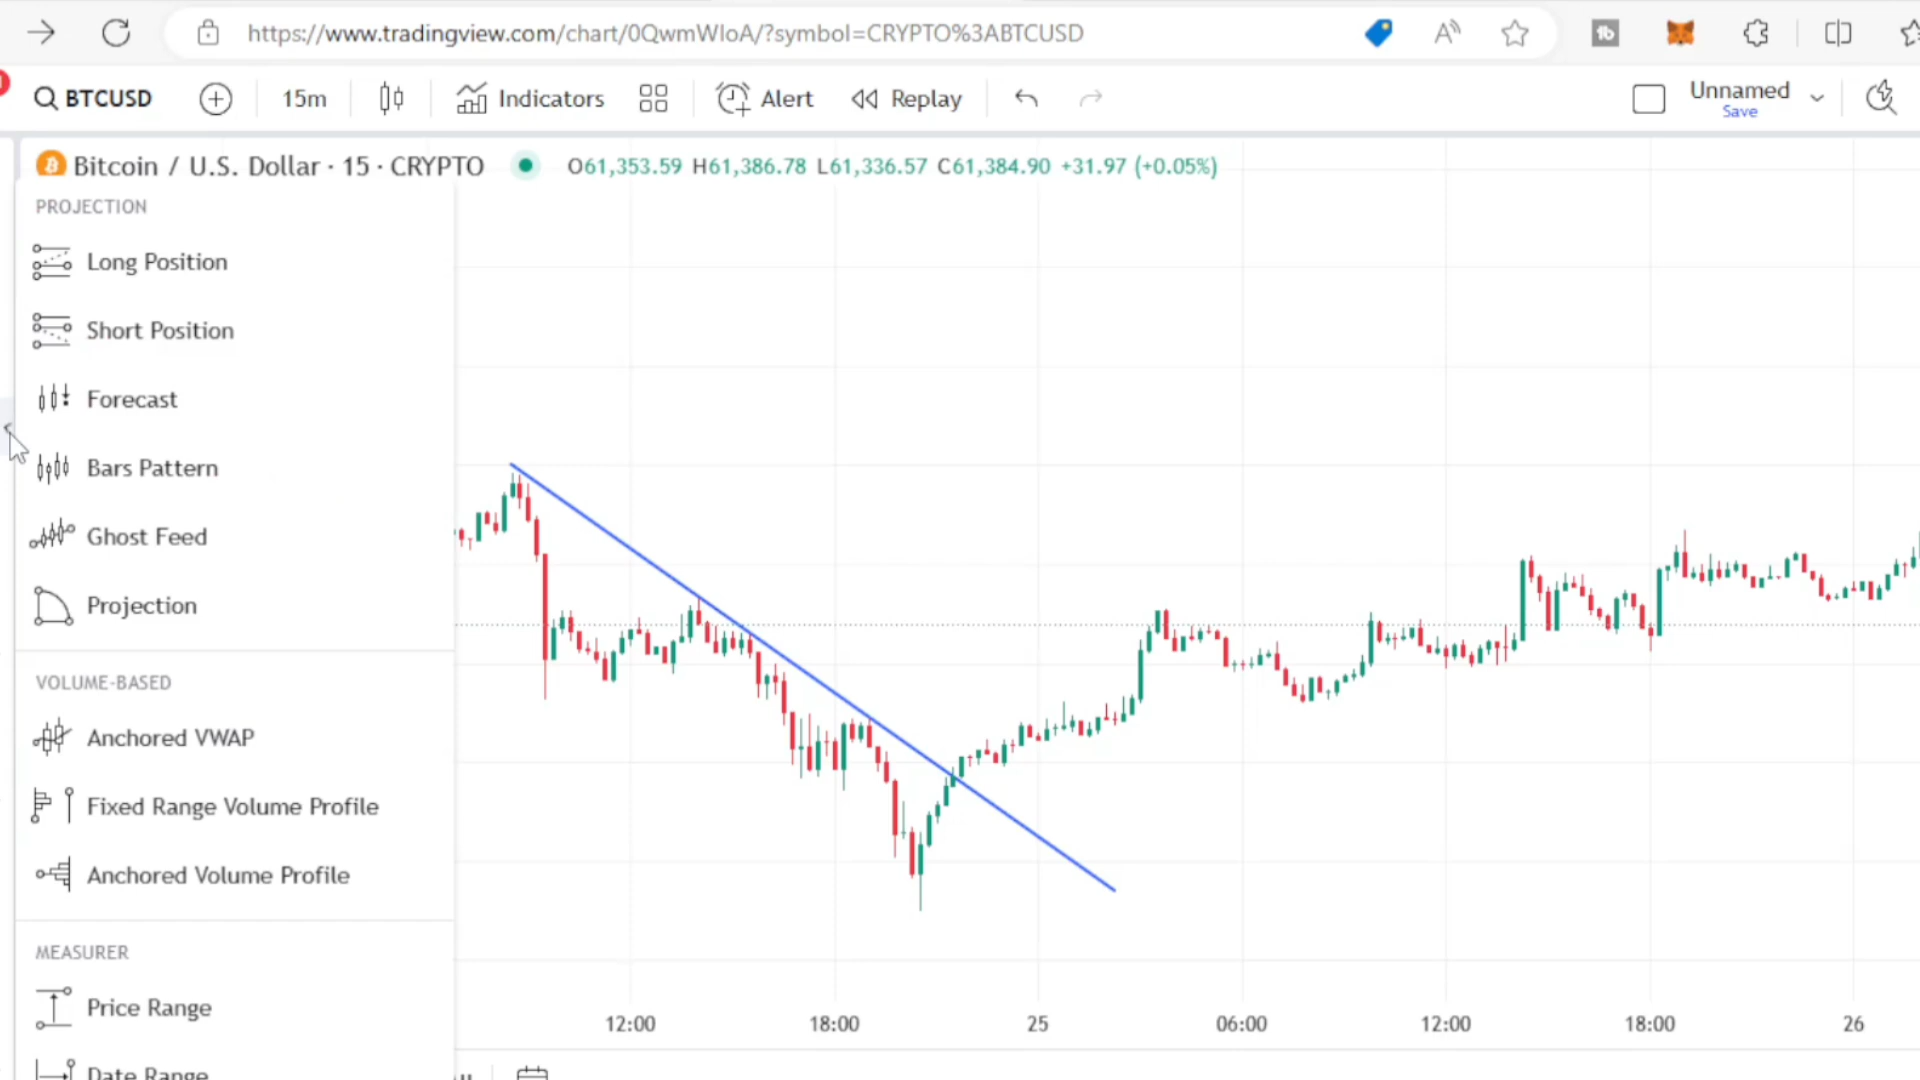 https://www.tradingview.com/chart/0QwmWIoA/?symbol=CRYPTO%3ABTCUSD
BTCUSD 15m Indicators Alert Replay Unnamed
Save
Bitcoin / U.S. Dollar · 15 · CRYPTO O61,353.59 H61,386.78 L61,336.57 C61,384.90 +31.97 (+0.05%)
PROJECTION
Long Position
Short Position
Forecast
Bars Pattern
Ghost Feed
Projection
VOLUME-BASED
Anchored VWAP
Fixed Range Volume Profile
Anchored Volume Profile
MEASURER
Price Range
12:00 18:00 25 06:00 12:00 18:00 26
Date Range